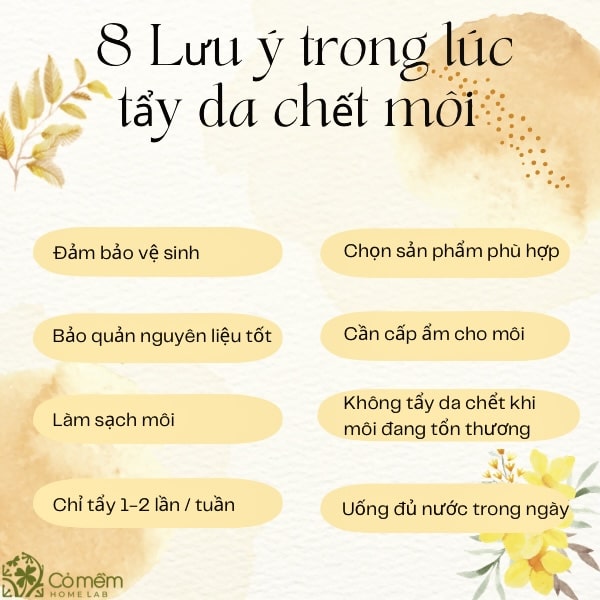 8 Lưu ý trong lúc
tẩy da chết môi
Đảm bảo vệ sinh
Chọn sản phẩm phù hợp
Bảo quản nguyên liệu tốt
Cần cấp ẩm cho môi
Làm sạch môi
Không tẩy da chết khi
môi đang tổn thương
Chỉ tẩy 1-2 lần / tuần
Uống đủ nước trong ngày
Cỏ mềm
HOME LAB